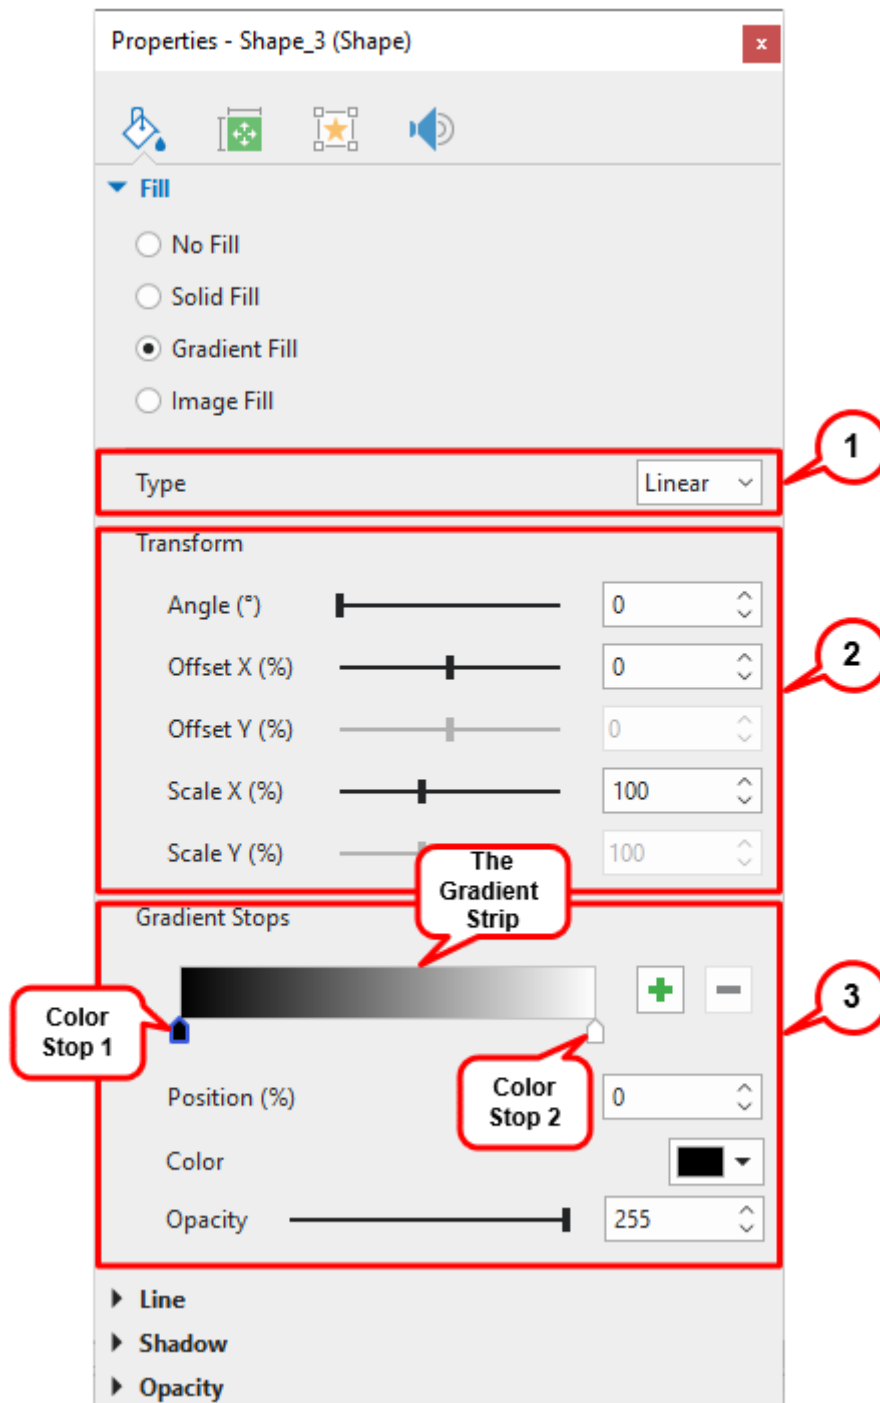 Properties - Shape_3 (Shape)
x
Fill
No Fill
Solid Fill
Gradient Fill
Image Fill
1
Type
Linear
Transform
Angle (°)
0
2
Offset X (%)
0
Offset Y (%)
0
Scale X (%)
100
Scale Y (%)
100
The
Gradient
Strip
Gradient Stops
3
Color
Stop 1
Color
Stop 2
Position (%)
0
Color
Opacity
255
Line
Shadow
Opacity